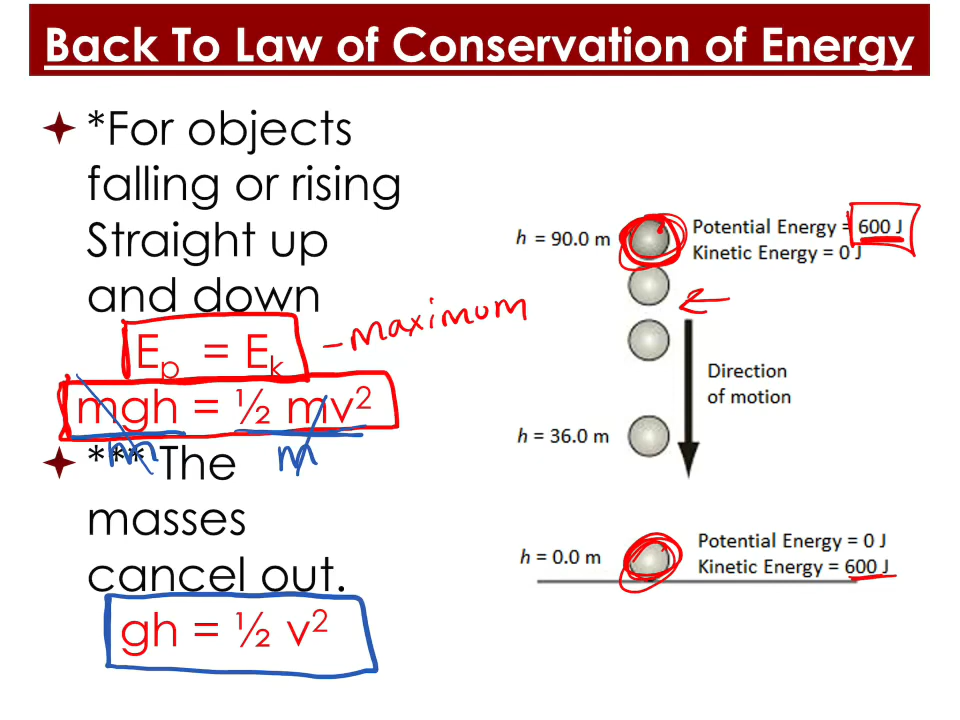 Back To Law of Conservation of Energy
*For objects
falling or rising
Straight up
and down
Eₚ = Eₖ - maximum
mgh = ½ mv²
m m
*** The
masses
cancel out.
gh = ½ v²
h = 90.0 m
Potential Energy = 600 J
Kinetic Energy = 0 J
Direction
of motion
h = 36.0 m
h = 0.0 m
Potential Energy = 0 J
Kinetic Energy = 600 J